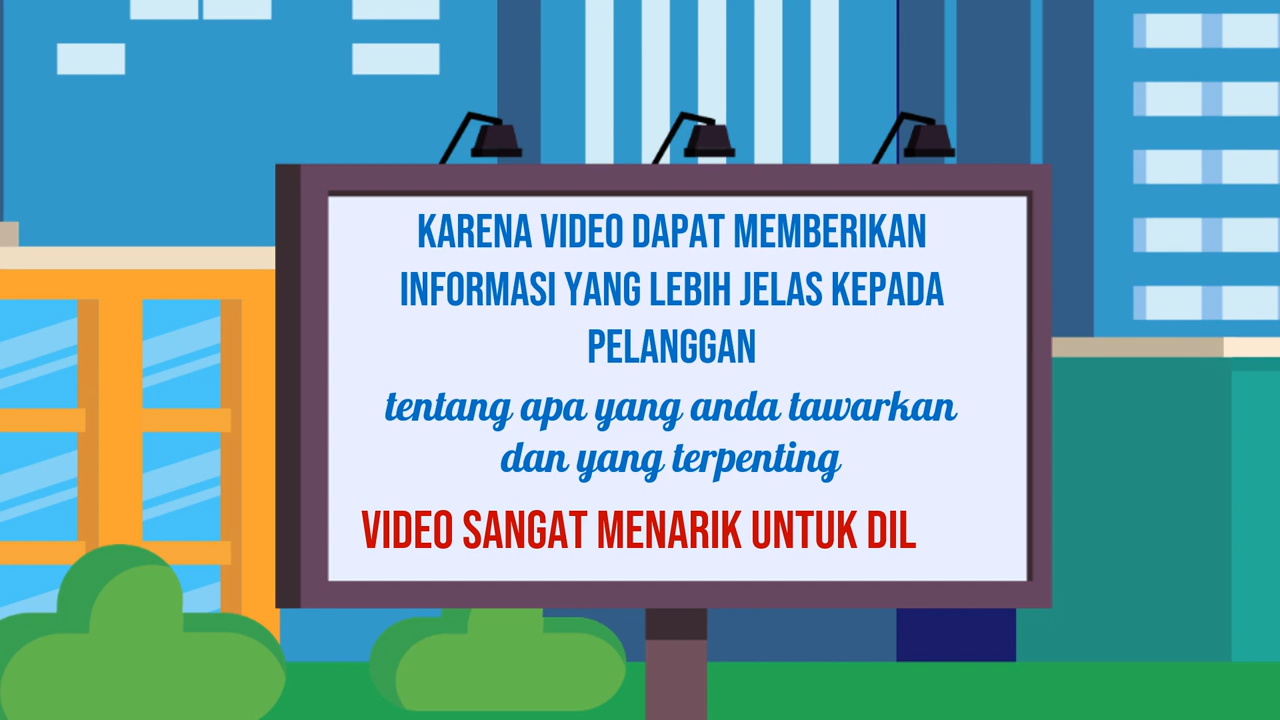 KARENA VIDEO DAPAT MEMBERIKAN
INFORMASI YANG LEBIH JELAS KEPADA
PELANGGAN
tentang apa yang anda tawarkan
dan yang terpenting
VIDEO SANGAT MENARIK UNTUK DIL